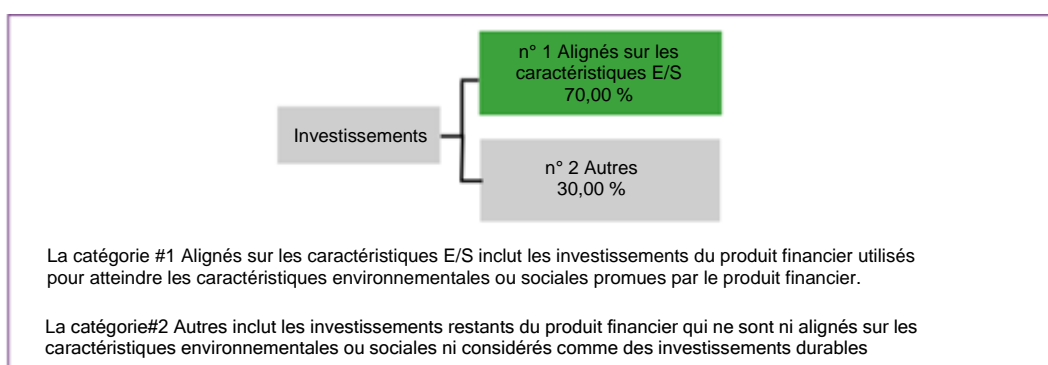 n° 1 Alignés sur les
caractéristiques E/S
70,00 %
Investissements
n° 2 Autres
30,00 %
La catégorie #1 Alignés sur les caractéristiques E/S inclut les investissements du produit financier utilisés
pour atteindre les caractéristiques environnementales ou sociales promues par le produit financier.
La catégorie#2 Autres inclut les investissements restants du produit financier qui ne sont ni alignés sur les
caractéristiques environnementales ou sociales ni considérés comme des investissements durables